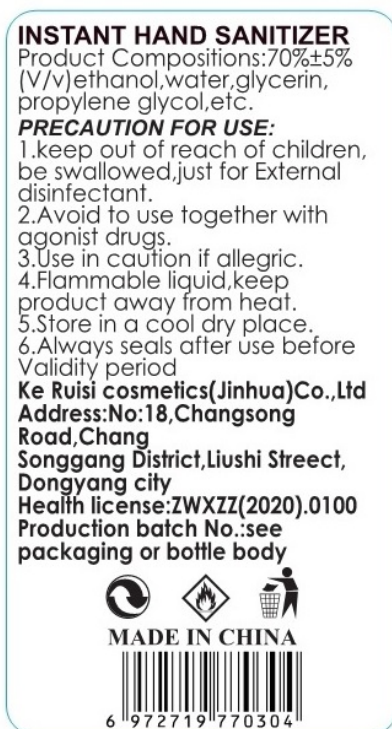 INSTANT HAND SANITIZER
Product Compositions:70%±5%
(V/v)ethanol,water,glycerin,
propylene glycol,etc.
PRECAUTION FOR USE:
1.keep out of reach of children,
be swallowed,just for External
disinfectant.
2.Avoid to use together with
agonist drugs.
3.Use in caution if allegric.
4.Flammable liquid,keep
product away from heat.
5.Store in a cool dry place.
6.Always seals after use before
Validity period
Ke Ruisi cosmetics(Jinhua)Co.,Ltd
Address:No:18,Changsong
Road,Chang
Songgang District,Liushi Streect,
Dongyang city
Health license:ZWXZZ(2020).0100
Production batch No.:see
packaging or bottle body
MADE IN CHINA
6 972719 770304